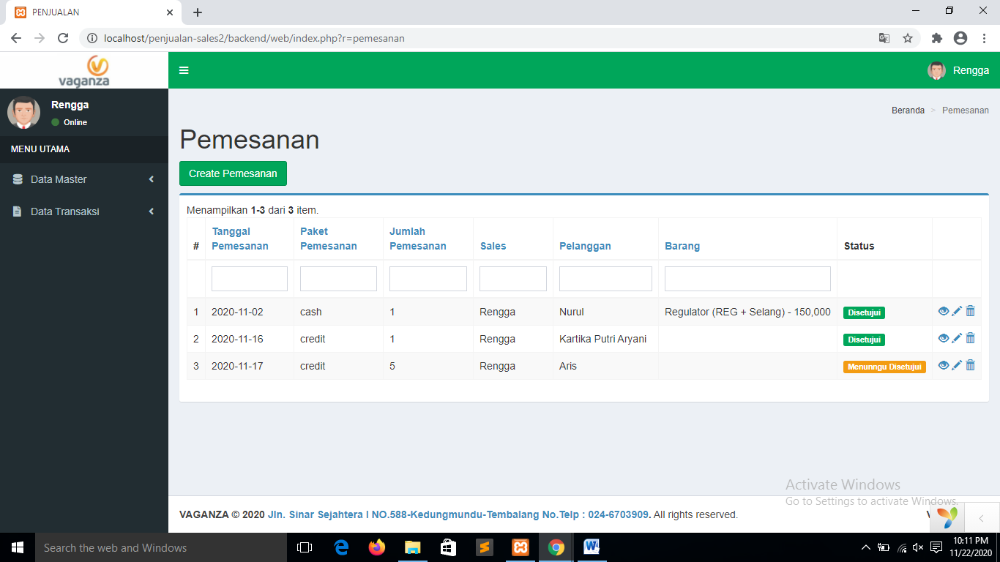 PENJUALAN
localhost/penjualan-sales2/backend/web/index.php?r=pemesanan
vaganza
Rengga
Rengga
Online
Beranda > Pemesanan
MENU UTAMA
Data Master
Data Transaksi
Pemesanan
Create Pemesanan
Menampilkan 1-3 dari 3 item.
# Tanggal Pemesanan Paket Pemesanan Jumlah Pemesanan Sales Pelanggan Barang Status
1 2020-11-02 cash 1 Rengga Nurul Regulator (REG + Selang) - 150,000 Disetujui
2 2020-11-16 credit 1 Rengga Kartika Putri Aryani Disetujui
3 2020-11-17 credit 5 Rengga Aris Menunngu Disetujui
Activate Windows
Go to Settings to activate Windows.
VAGANZA © 2020 Jln. Sinar Sejahtera I NO.588-Kedungmundu-Tembalang No.Telp : 024-6703909. All rights reserved.
Search the web and Windows
10:11 PM
11/22/2020